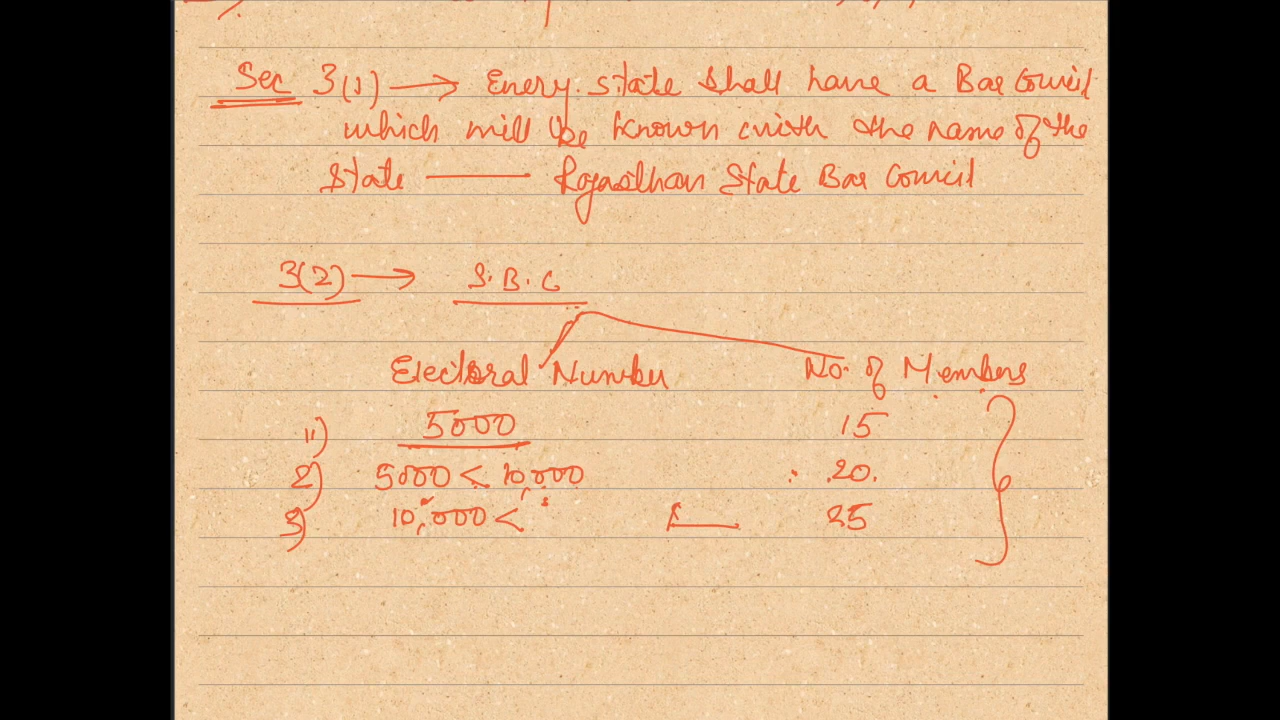 Sec 3(1) → Every state shall have a Bar Council
which will be known with the name of the
State — Rajasthan State Bar Council
3(2) → S.B.C
Electoral Number No. of Members
1) 5000 15
2) 5000 < 10,000 20.
3) 10,000 < 25